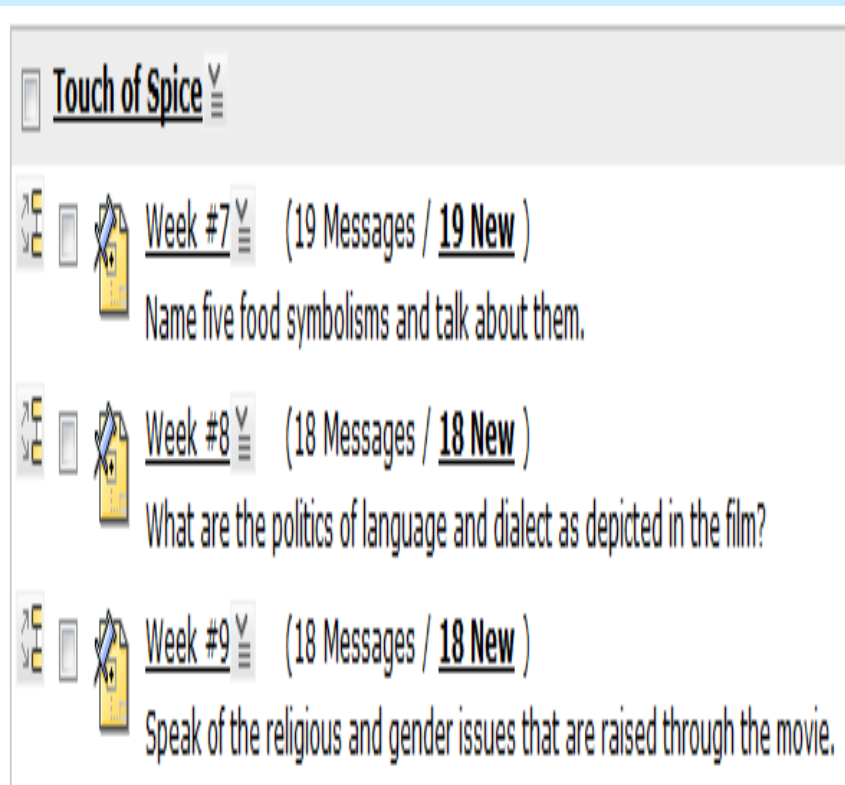 Touch of Spice
Week #7 (19 Messages / 19 New )
Name five food symbolisms and talk about them.
Week #8 (18 Messages / 18 New )
What are the politics of language and dialect as depicted in the film?
Week #9 (18 Messages / 18 New )
Speak of the religious and gender issues that are raised through the movie.